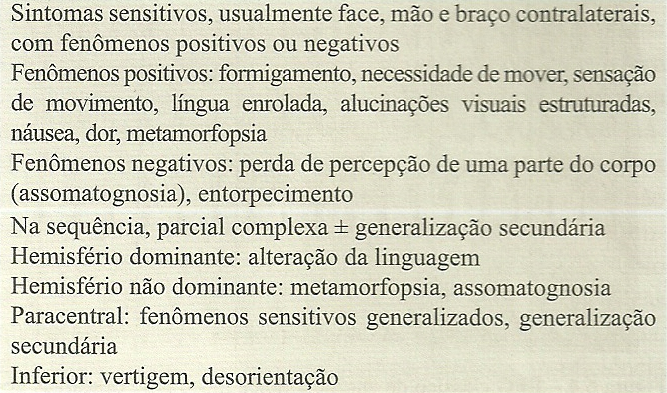 Sintomas sensitivos, usualmente face, mão e braço contralaterais,
com fenômenos positivos ou negativos
Fenômenos positivos: formigamento, necessidade de mover, sensação
de movimento, língua enrolada, alucinações visuais estruturadas,
náusea, dor, metamorfopsia
Fenômenos negativos: perda de percepção de uma parte do corpo
(assomatognosia), entorpecimento
Na sequência, parcial complexa ± generalização secundária
Hemisfério dominante: alteração da linguagem
Hemisfério não dominante: metamorfopsia, assomatognosia
Paracentral: fenômenos sensitivos generalizados, generalização
secundária
Inferior: vertigem, desorientação